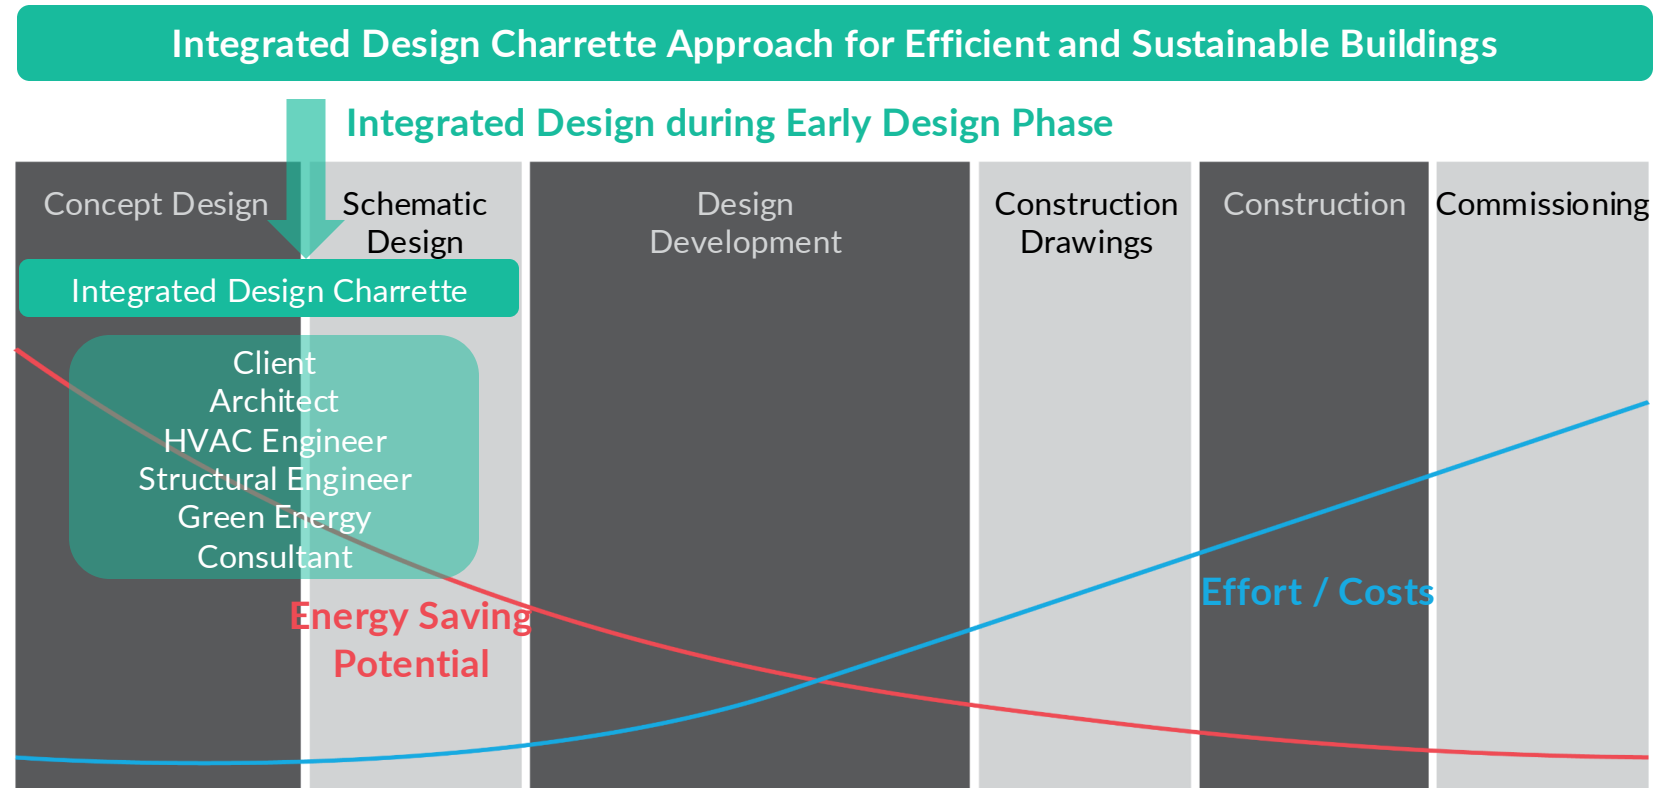 Integrated Design Charrette Approach for Efficient and Sustainable Buildings
Integrated Design during Early Design Phase
Concept Design
Schematic
Design
Design
Development
Construction
Drawings
Construction
Commissioning
Integrated Design Charrette
Client
Architect
HVAC Engineer
Structural Engineer
Green Energy
Consultant
Energy Saving
Potential
Effort / Costs